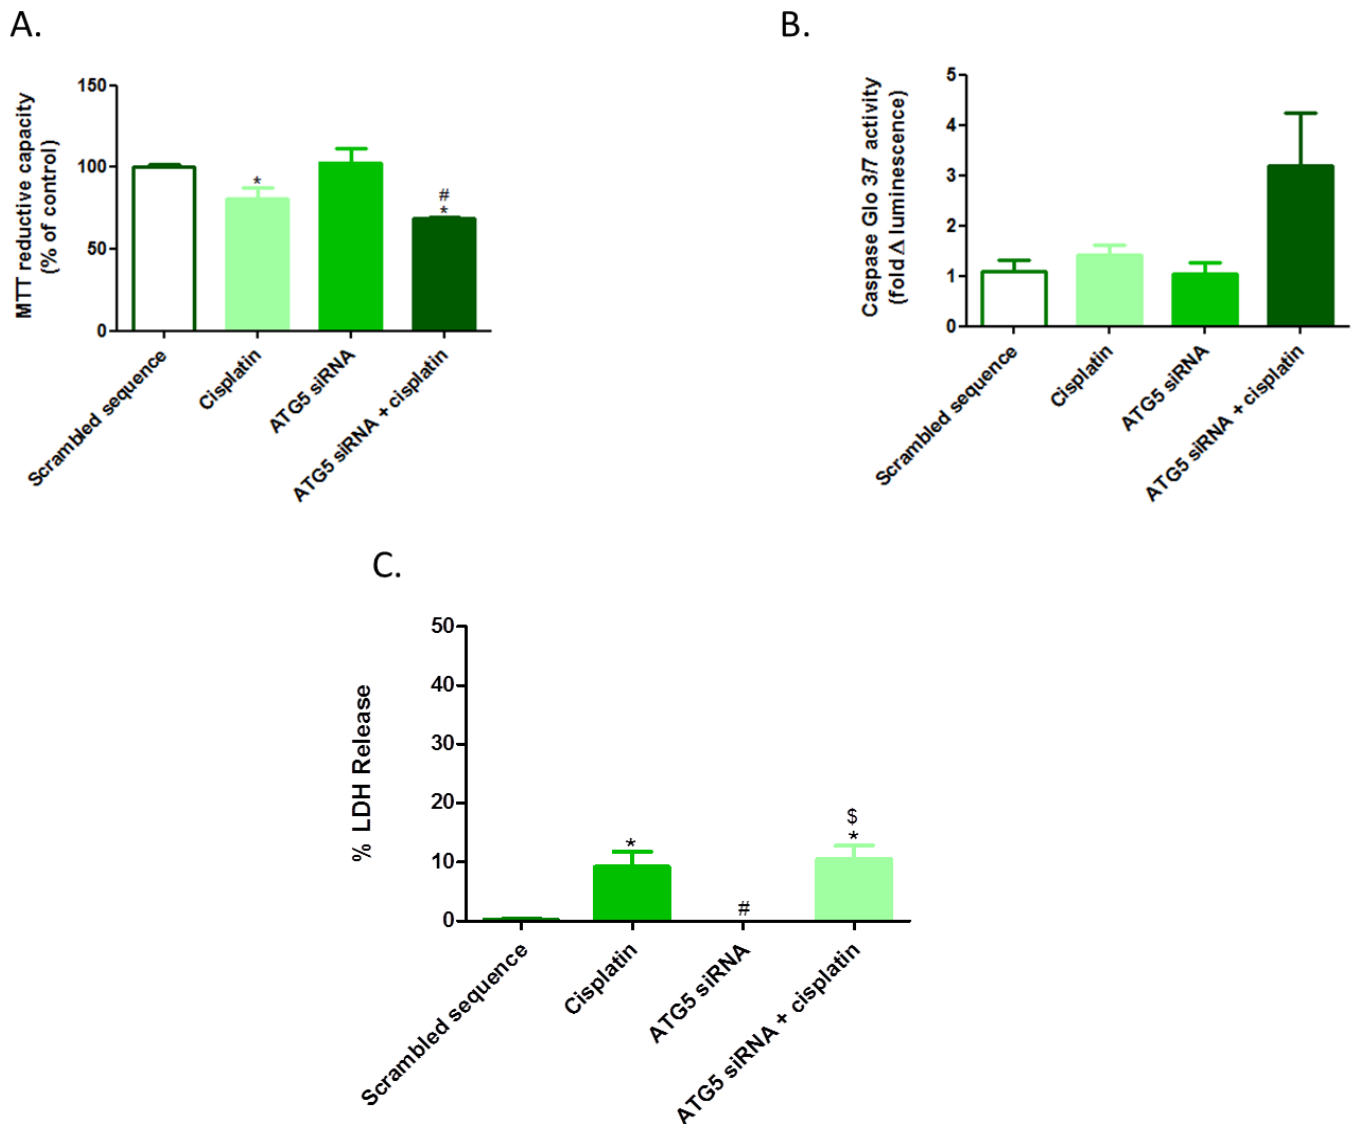 A.
MTT reductive capacity
(% of control)
150
100
50
0
*
#
*
Scrambled sequence
Cisplatin
ATG5 siRNA
ATG5 siRNA + cisplatin
B.
Caspase Glo 3/7 activity
(fold Δ luminescence)
5
4
3
2
1
0
Scrambled sequence
Cisplatin
ATG5 siRNA
ATG5 siRNA + cisplatin
C.
% LDH Release
50
40
30
20
10
0
*
#
$
*
Scrambled sequence
Cisplatin
ATG5 siRNA
ATG5 siRNA + cisplatin